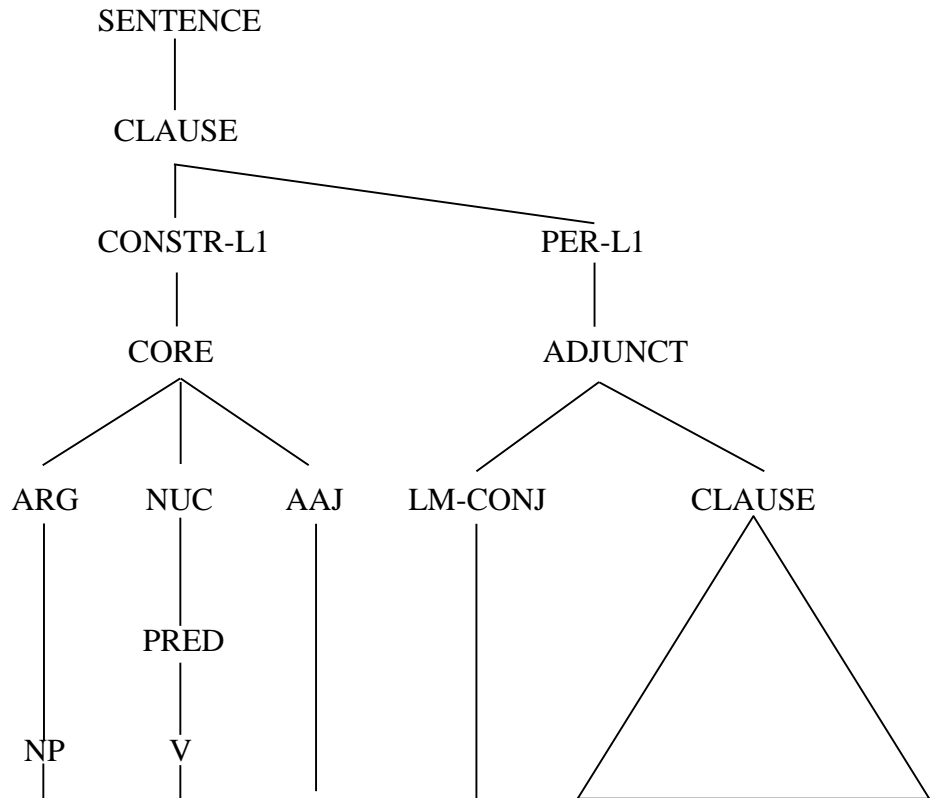 SENTENCE
CLAUSE
CONSTR-L1 PER-L1
CORE ADJUNCT
ARG NUC AAJ LM-CONJ CLAUSE
PRED
NP V